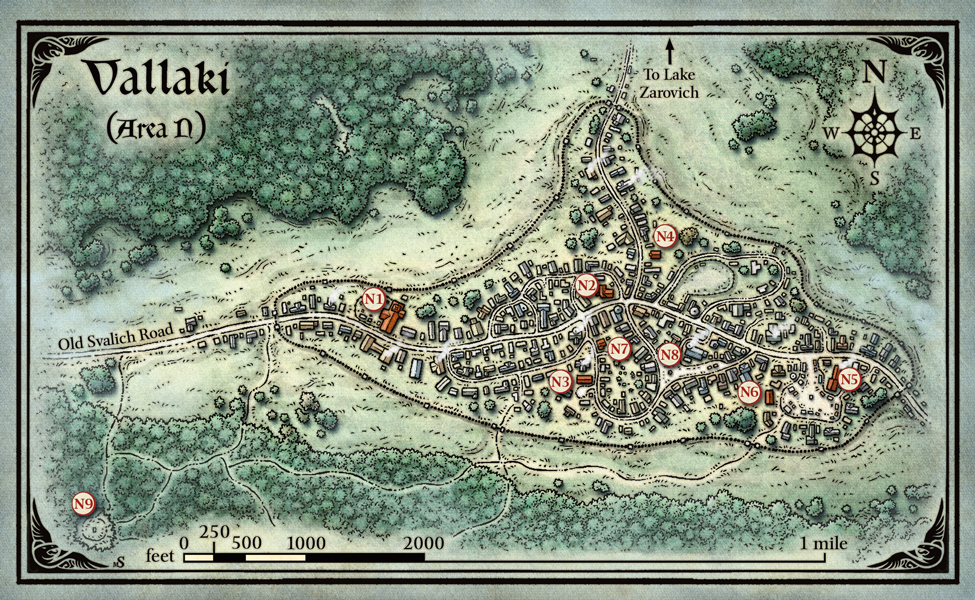 Vallaki
(Area N)
To Lake
Zarovich
N
W
E
S
N4
N2
N1
Old Svalich Road
N7
N8
N3
N5
N6
N9
0
250
500
1000
2000
1 mile
feet